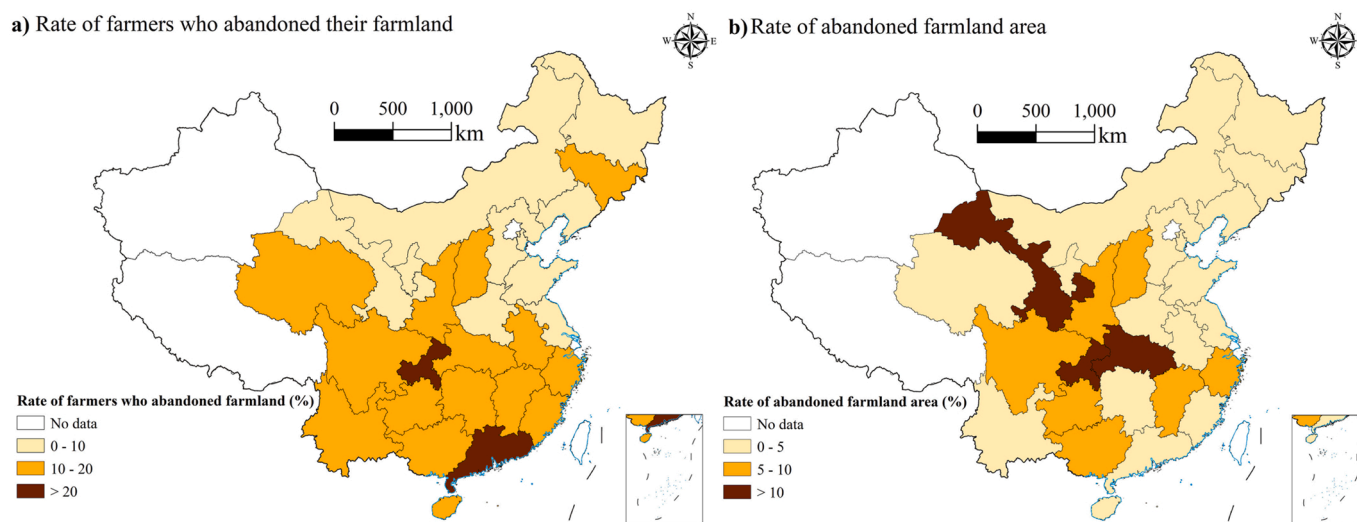 a) Rate of farmers who abandoned their farmland
N
W E
S
0 500 1,000
km
Rate of farmers who abandoned farmland (%)
No data
0 - 10
10 - 20
> 20
b) Rate of abandoned farmland area
N
W E
S
0 500 1,000
km
Rate of abandoned farmland area (%)
No data
0 - 5
5 - 10
> 10